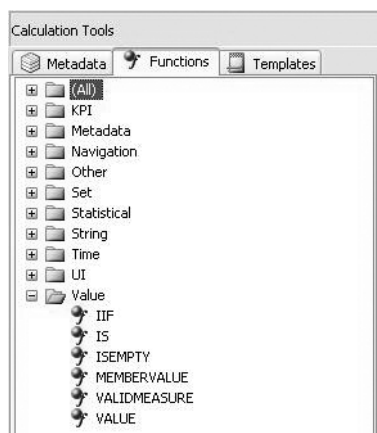 Calculation Tools
Metadata Functions Templates
(All)
KPI
Metadata
Navigation
Other
Set
Statistical
String
Time
UI
Value
IIF
IS
ISEMPTY
MEMBERVALUE
VALIDMEASURE
VALUE